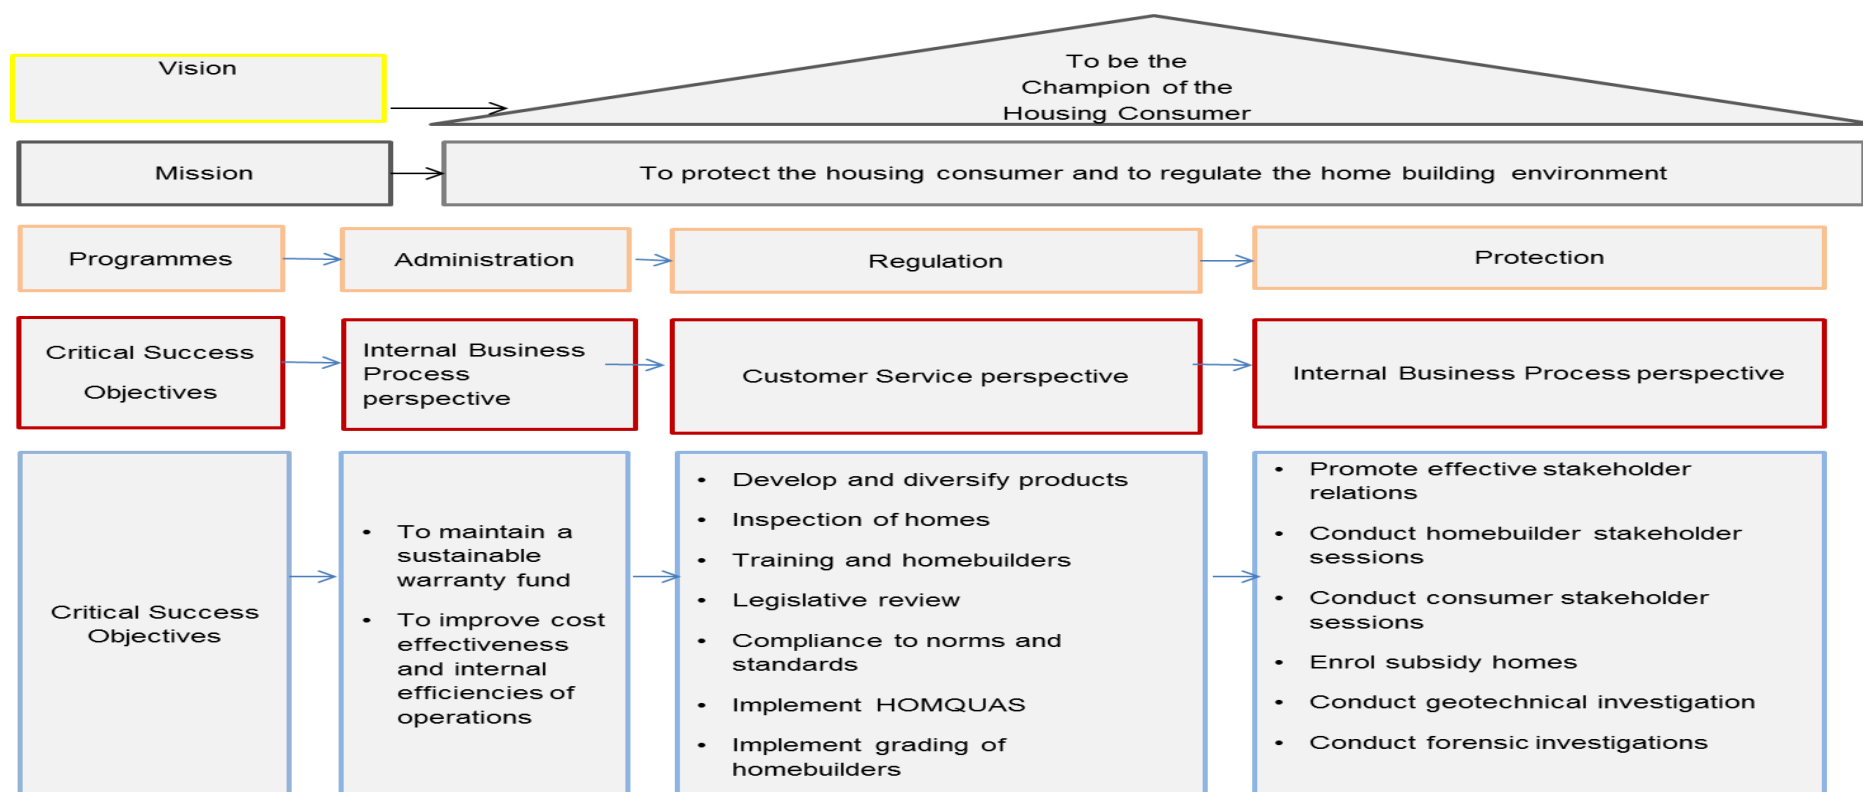 Vision
To be the
Champion of the
Housing Consumer
Mission
To protect the housing consumer and to regulate the home building environment
Programmes
Administration
Regulation
Protection
Critical Success
Objectives
Internal Business
Process
perspective
Customer Service perspective
Internal Business Process perspective
Critical Success
Objectives
• To maintain a
sustainable
warranty fund
• To improve cost
effectiveness
and internal
efficiencies of
operations
• Develop and diversify products
• Inspection of homes
• Training and homebuilders
• Legislative review
• Compliance to norms and
standards
• Implement HOMQUAS
• Implement grading of
homebuilders
• Promote effective stakeholder
relations
• Conduct homebuilder stakeholder
sessions
• Conduct consumer stakeholder
sessions
• Enrol subsidy homes
• Conduct geotechnical investigation
• Conduct forensic investigations